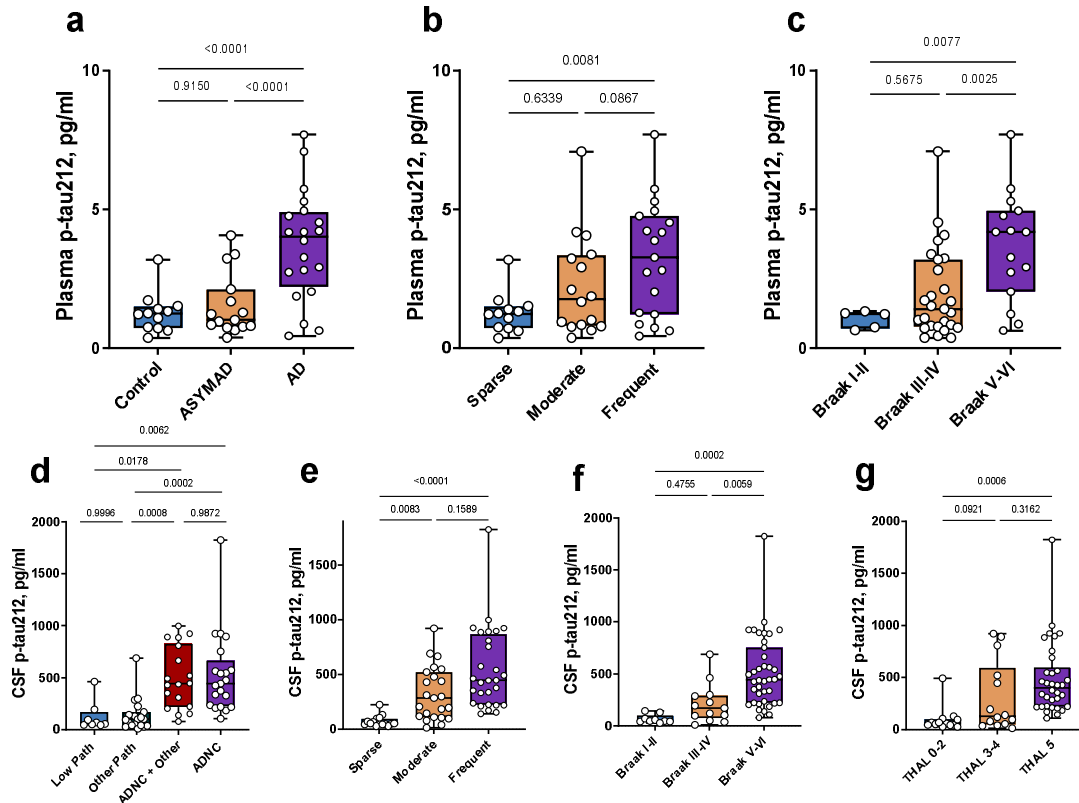 a
<0.0001
0.9150 <0.0001
10
5
0
Plasma p-tau212, pg/ml
Control ASYMAD AD
b
0.0081
0.6339 0.0867
10
5
0
Plasma p-tau212, pg/ml
Sparse Moderate Frequent
c
0.0077
0.5675 0.0025
10
5
0
Plasma p-tau212, pg/ml
Braak I-II Braak III-IV Braak V-VI
d
0.0062
0.0178
0.0002
0.9996 0.0008 0.9872
2000
1500
1000
500
0
CSF p-tau212, pg/ml
Low Path Other Path ADNC + Other ADNC
e
<0.0001
0.0083 0.1589
2000
1500
1000
500
0
CSF p-tau212, pg/ml
Sparse Moderate Frequent
f
0.0002
0.4755 0.0059
2000
1500
1000
500
0
CSF p-tau212, pg/ml
Braak I-II Braak III-IV Braak V-VI
g
0.0006
0.0921 0.3162
2000
1500
1000
500
0
CSF p-tau212, pg/ml
THAL 0-2 THAL 3-4 THAL 5